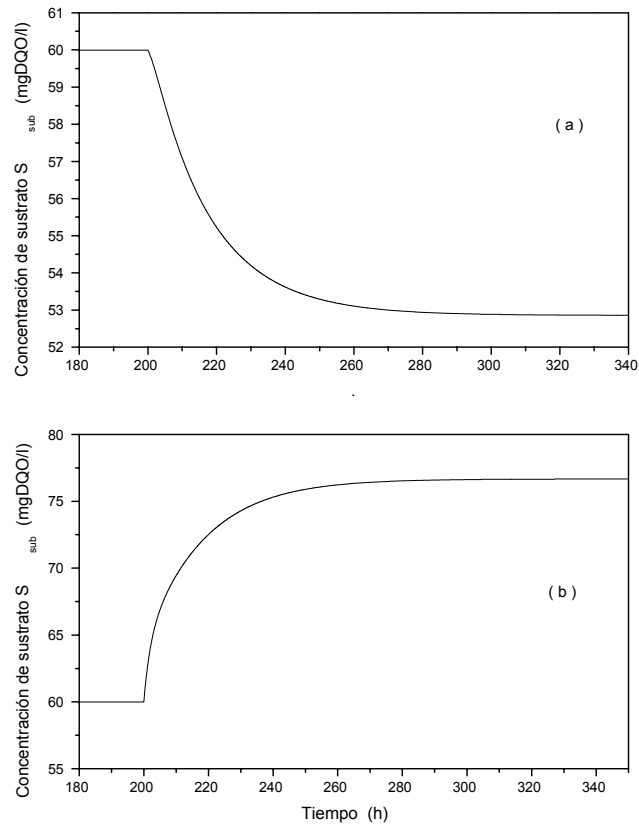 61
60
59
58
57
56
55
54
53
52
Concentración de sustrato S sub (mgDQO/l)
( a )
180 200 220 240 260 280 300 320 340
80
75
70
65
60
55
Concentración de sustrato S sub (mgDQO/l)
( b )
180 200 220 240 260 280 300 320 340
Tiempo (h)